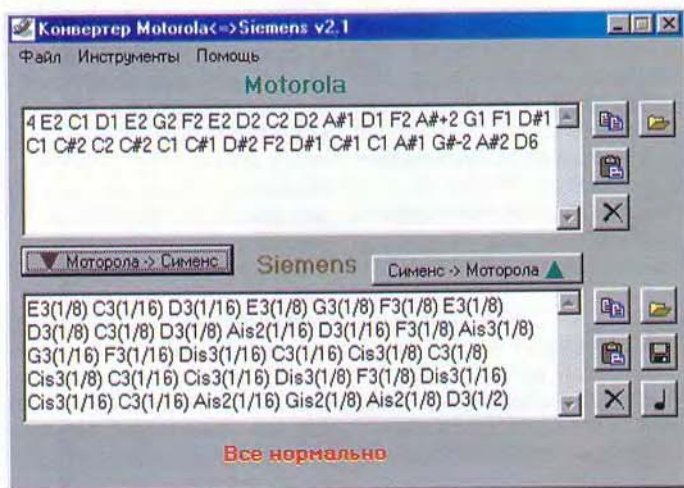 Конвертер Motorola<=>Siemens v2.1
Файл Инструменты Помощь
Motorola
4 E2 C1 D1 E2 G2 F2 E2 D2 C2 D2 A#1 D1 F2 A#+2 G1 F1 D#1
C1 C#2 C2 C#2 C1 C#1 D#2 F2 D#1 C#1 C1 A#1 G#-2 A#2 D6
Моторола -> Сименс
Siemens
Сименс -> Моторола
E3(1/8) C3(1/16) D3(1/16) E3(1/8) G3(1/8) F3(1/8) E3(1/8)
D3(1/8) C3(1/8) D3(1/8) Ais2(1/16) D3(1/16) F3(1/8) Ais3(1/8)
G3(1/16) F3(1/16) Dis3(1/16) C3(1/16) Cis3(1/8) C3(1/8)
Cis3(1/8) C3(1/16) Cis3(1/16) Dis3(1/8) F3(1/8) Dis3(1/16)
Cis3(1/16) C3(1/16) Ais2(1/16) Gis2(1/8) Ais2(1/8) D3(1/2)
Все нормально